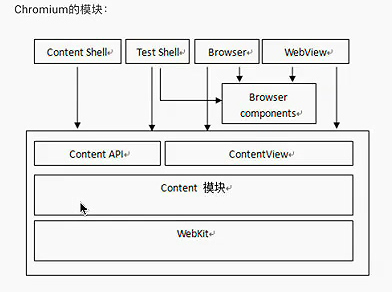 Chromium的模块：
Content Shell
Test Shell
Browser
WebView
Browser
components
Content API
ContentView
Content 模块
WebKit